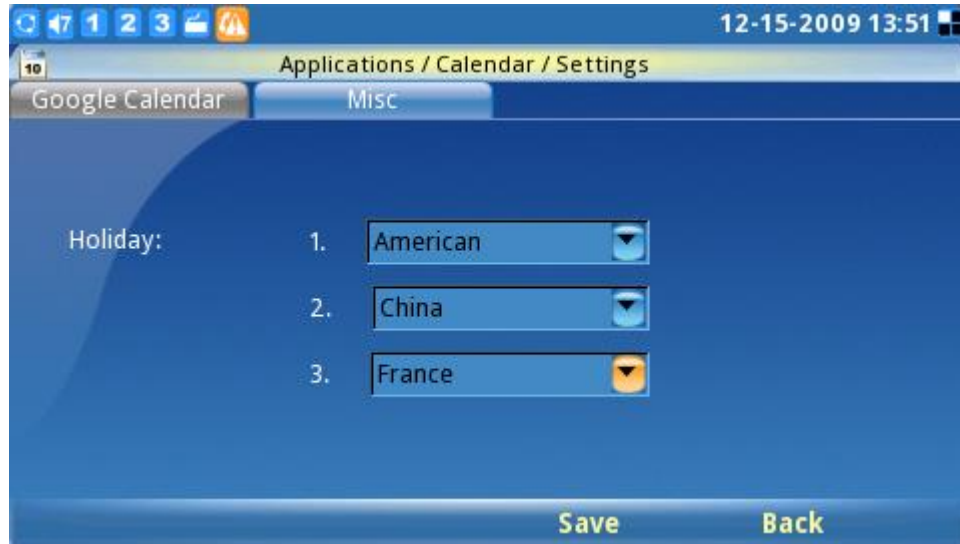 7 1 2 3 12-15-2009 13:51
10 Applications / Calendar / Settings
Google Calendar Misc
Holiday: 1. American
2. China
3. France
Save Back